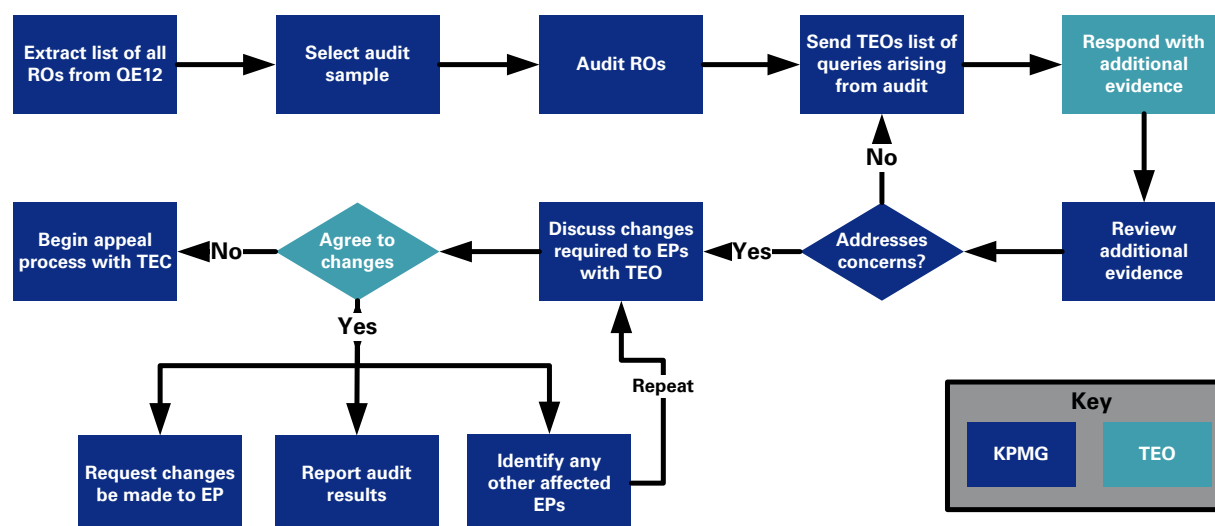 Extract list of all
ROs from QE12
Select audit
sample
Audit ROs
Send TEOs list of
queries arising
from audit
Respond with
additional
evidence
No
Begin appeal
process with TEC
No
Agree to
changes
Discuss changes
required to EPs
with TEO
Yes
Addresses
concerns?
Review
additional
evidence
Yes
Repeat
Request changes
be made to EP
Report audit
results
Identify any
other affected
EPs
Key
KPMG
TEO